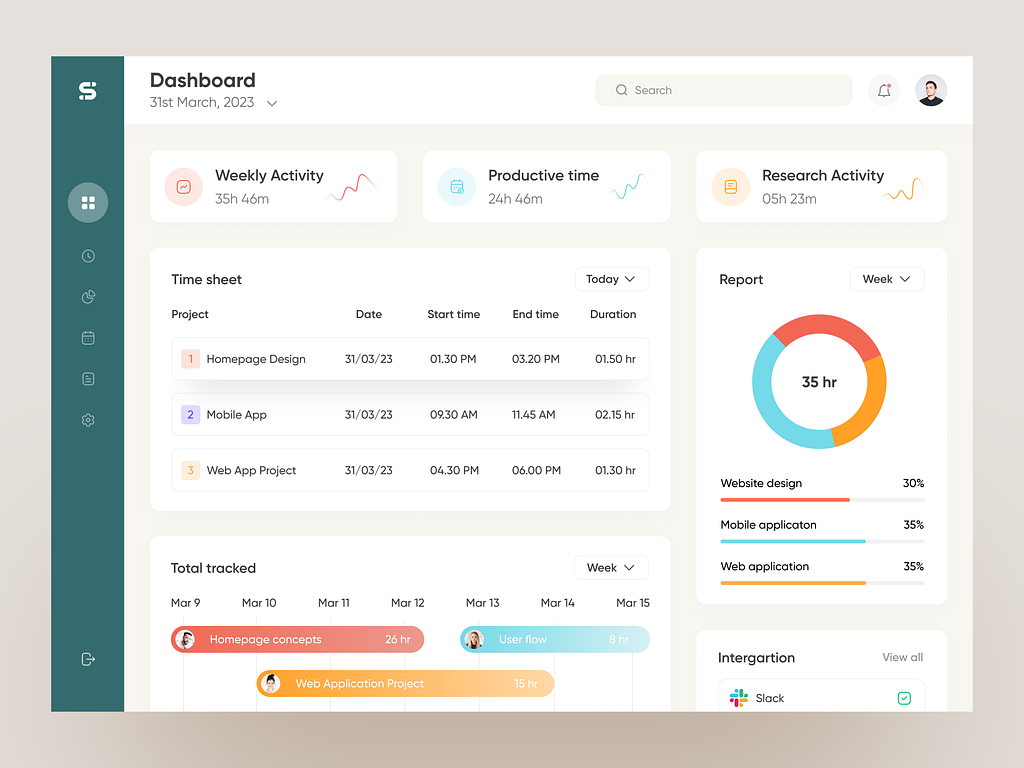 Dashboard
31st March, 2023
Search
Weekly Activity
35h 46m
Productive time
24h 46m
Research Activity
05h 23m
Time sheet
Today
Project Date Start time End time Duration
1 Homepage Design 31/03/23 01.30 PM 03.20 PM 01.50 hr
2 Mobile App 31/03/23 09.30 AM 11.45 AM 02.15 hr
3 Web App Project 31/03/23 04.30 PM 06.00 PM 01.30 hr
Report
Week
35 hr
Website design 30%
Mobile applicaton 35%
Web application 35%
Total tracked
Week
Mar 9 Mar 10 Mar 11 Mar 12 Mar 13 Mar 14 Mar 15
Homepage concepts 26 hr
User flow 8 hr
Web Application Project 15 hr
Intergartion
View all
Slack